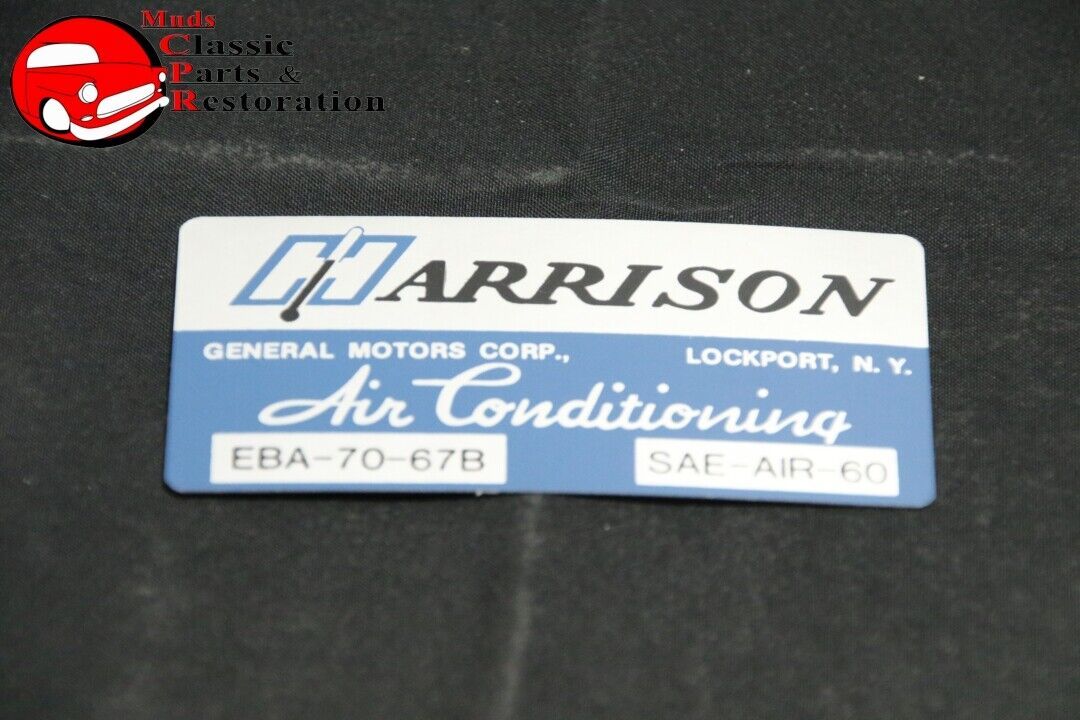 Muds
Classic
Parts &
Restoration
HARRISON
GENERAL MOTORS CORP., LOCKPORT, N. Y.
Air Conditioning
EBA-70-67B SAE-AIR-60